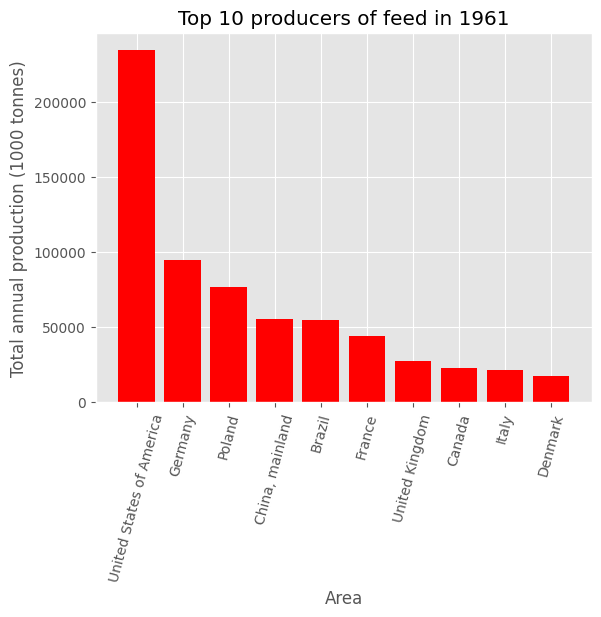 Top 10 producers of feed in 1961
Total annual production (1000 tonnes)
200000
150000
100000
50000
0
United States of America
Germany
Poland
China, mainland
Brazil
France
United Kingdom
Canada
Italy
Denmark
Area